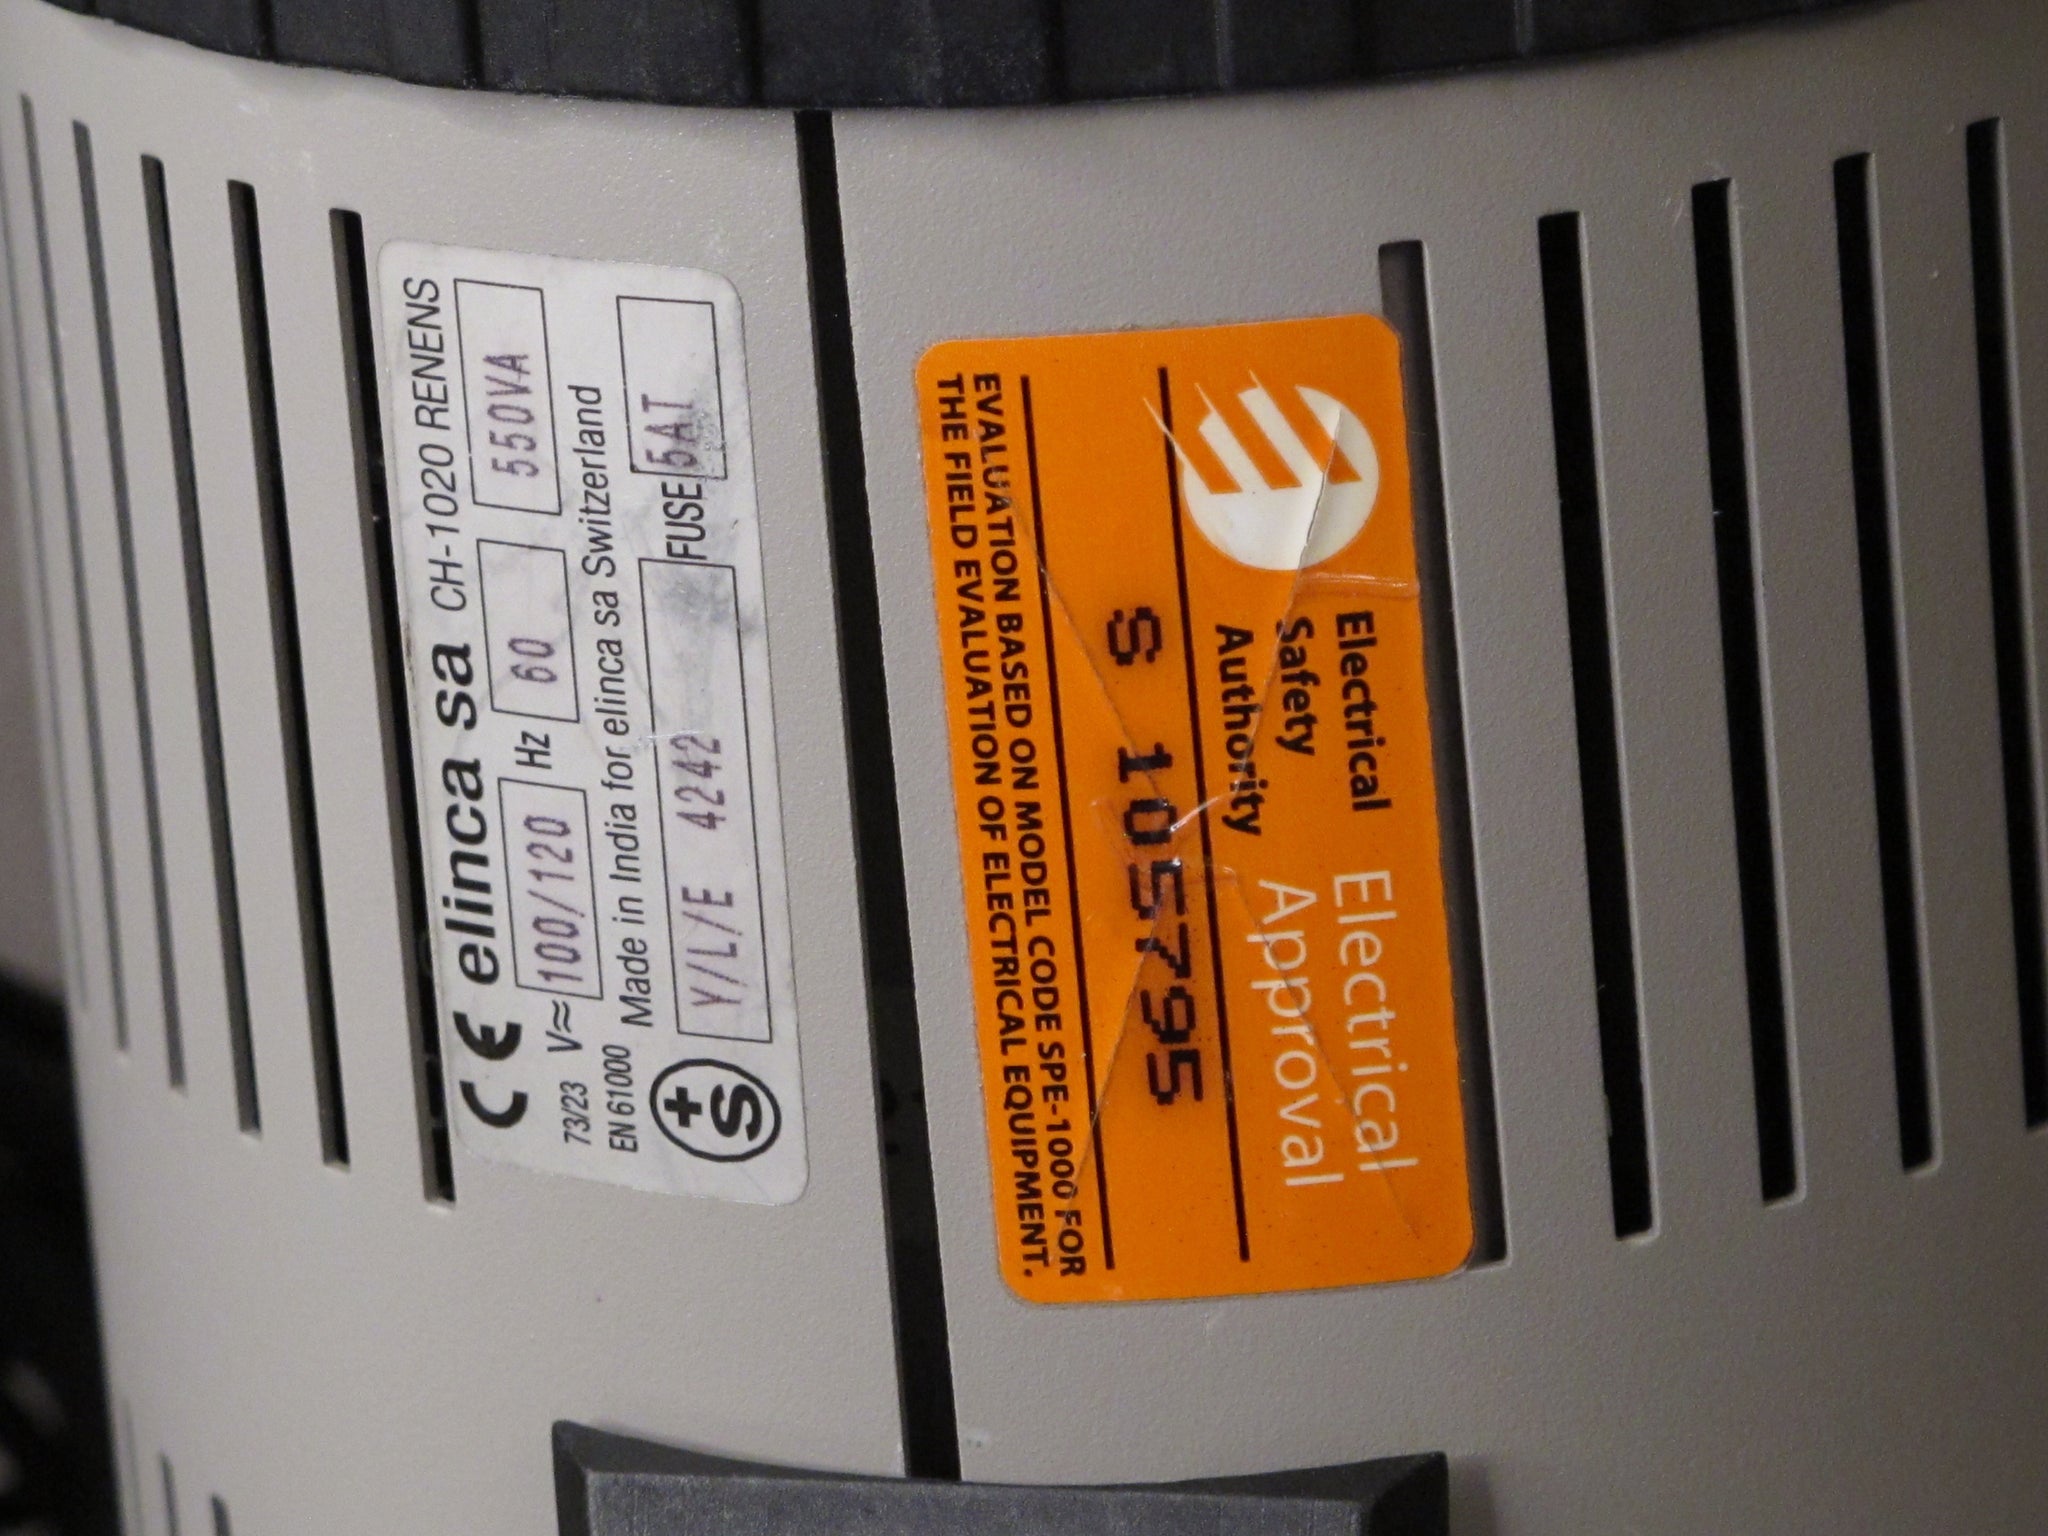 CE elinca sa CH-1020 RENENS
73/23 V≈ 100/120 Hz 60 550VA
EN 61000 Made in India for elinca sa Switzerland
+S Y/L/E 4242 FUSE 5AT
Electrical Safety Authority
Electrical Approval
S 105795
EVALUATION BASED ON MODEL CODE SPE-1000 FOR
THE FIELD EVALUATION OF ELECTRICAL EQUIPMENT.